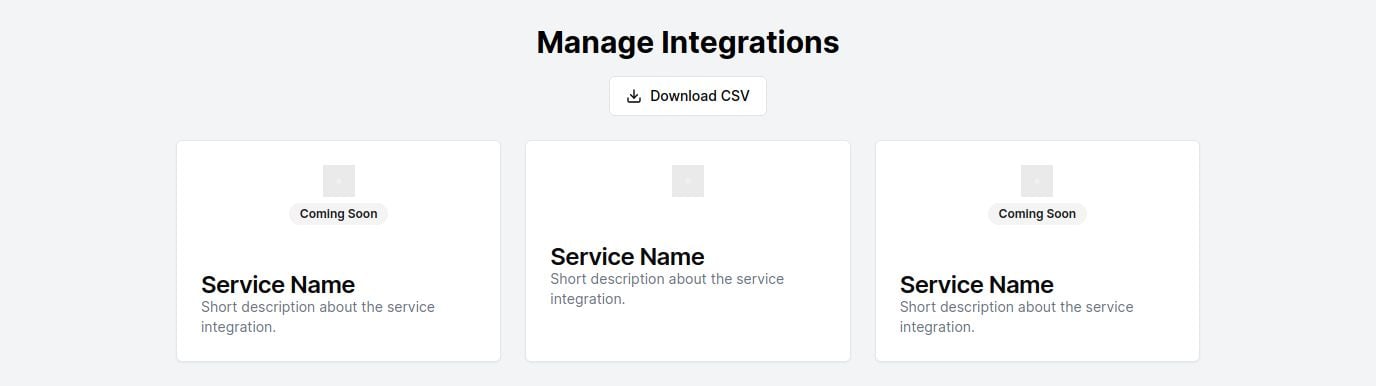 Manage Integrations
Download CSV
Coming Soon
Service Name
Short description about the service
integration.
Service Name
Short description about the service
integration.
Coming Soon
Service Name
Short description about the service
integration.